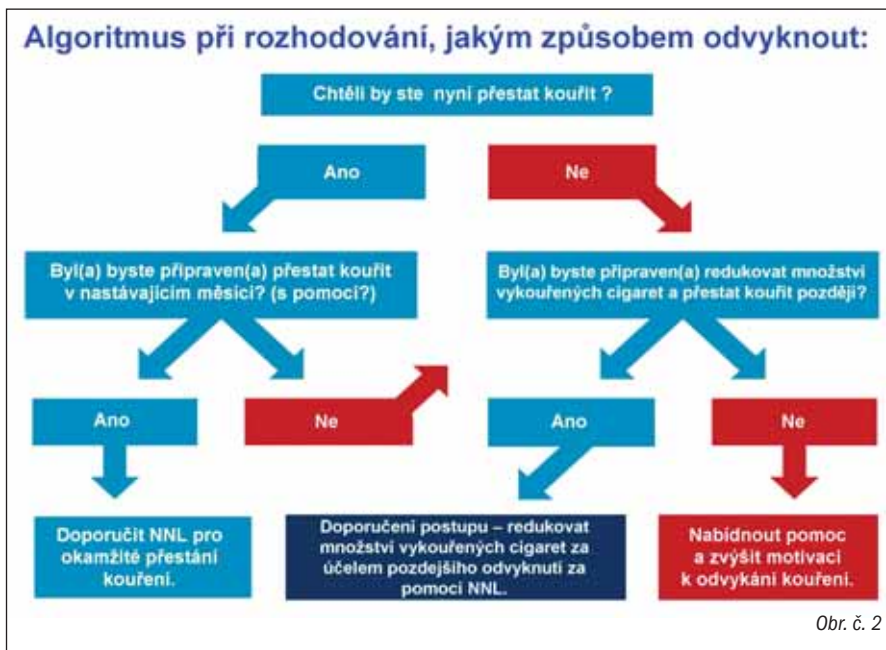 Algoritmus při rozhodování, jakým způsobem odvyknout:
Chtěli by ste nyní přestat kouřit ?
Ano
Ne
Byl(a) byste připraven(a) přestat kouřit
v nastávajícím měsíci? (s pomocí?)
Byl(a) byste připraven(a) redukovat množství
vykouřených cigaret a přestat kouřit později?
Ano
Ne
Ano
Ne
Doporučit NNL pro
okamžité přestání
kouření.
Doporučení postupu – redukovat
množství vykouřených cigaret za
účelem pozdejšího odvyknutí za
pomoci NNL.
Nabídnout pomoc
a zvýšit motivaci
k odvykání kouření.
Obr. č. 2